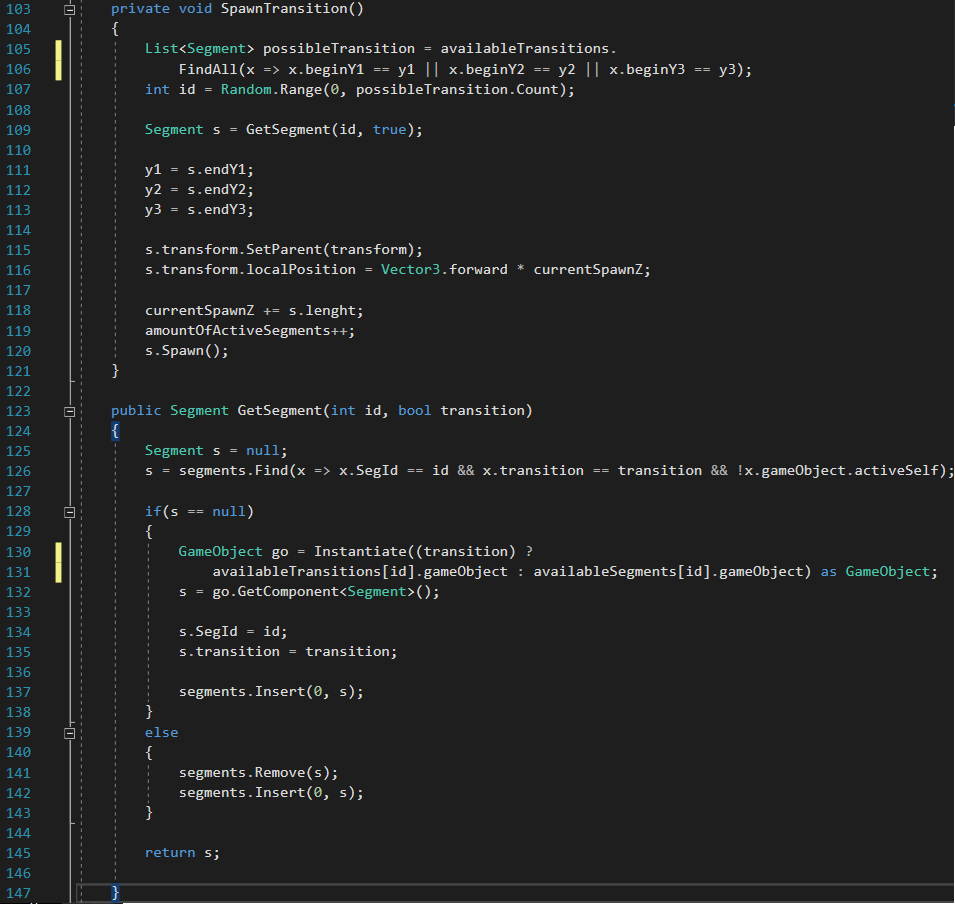 103 private void SpawnTransition()
104 {
105 List<Segment> possibleTransition = availableTransitions.
106 FindAll(x => x.beginY1 == y1 || x.beginY2 == y2 || x.beginY3 == y3);
107 int id = Random.Range(0, possibleTransition.Count);
108
109 Segment s = GetSegment(id, true);
110
111 y1 = s.endY1;
112 y2 = s.endY2;
113 y3 = s.endY3;
114
115 s.transform.SetParent(transform);
116 s.transform.localPosition = Vector3.forward * currentSpawnZ;
117
118 currentSpawnZ += s.lenght;
119 amountOfActiveSegments++;
120 s.Spawn();
121 }
122
123 public Segment GetSegment(int id, bool transition)
124 {
125 Segment s = null;
126 s = segments.Find(x => x.SegId == id && x.transition == transition && !x.gameObject.activeSelf);
127
128 if(s == null)
129 {
130 GameObject go = Instantiate((transition) ?
131 availableTransitions[id].gameObject : availableSegments[id].gameObject) as GameObject;
132 s = go.GetComponent<Segment>();
133
134 s.SegId = id;
135 s.transition = transition;
136
137 segments.Insert(0, s);
138 }
139 else
140 {
141 segments.Remove(s);
142 segments.Insert(0, s);
143 }
144
145 return s;
146
147 }